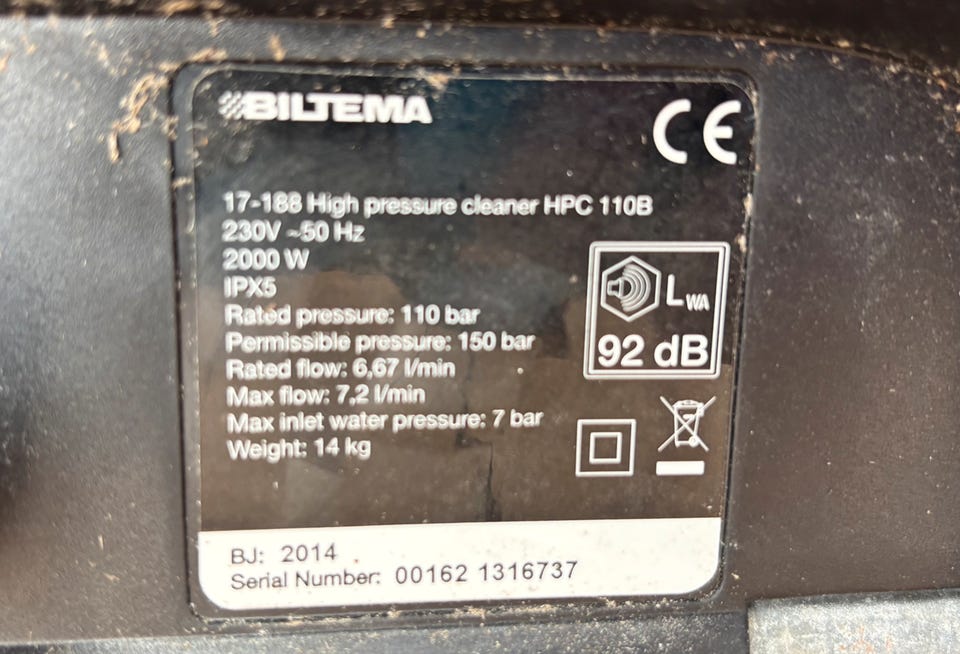 BILTEMA
CE
17-188 High pressure cleaner HPC 110B
230V ~50 Hz
2000 W
IPX5
Rated pressure: 110 bar
Permissible pressure: 150 bar
Rated flow: 6,67 l/min
Max flow: 7,2 l/min
Max inlet water pressure: 7 bar
Weight: 14 kg
LWA
92 dB
BJ: 2014
Serial Number: 00162 1316737